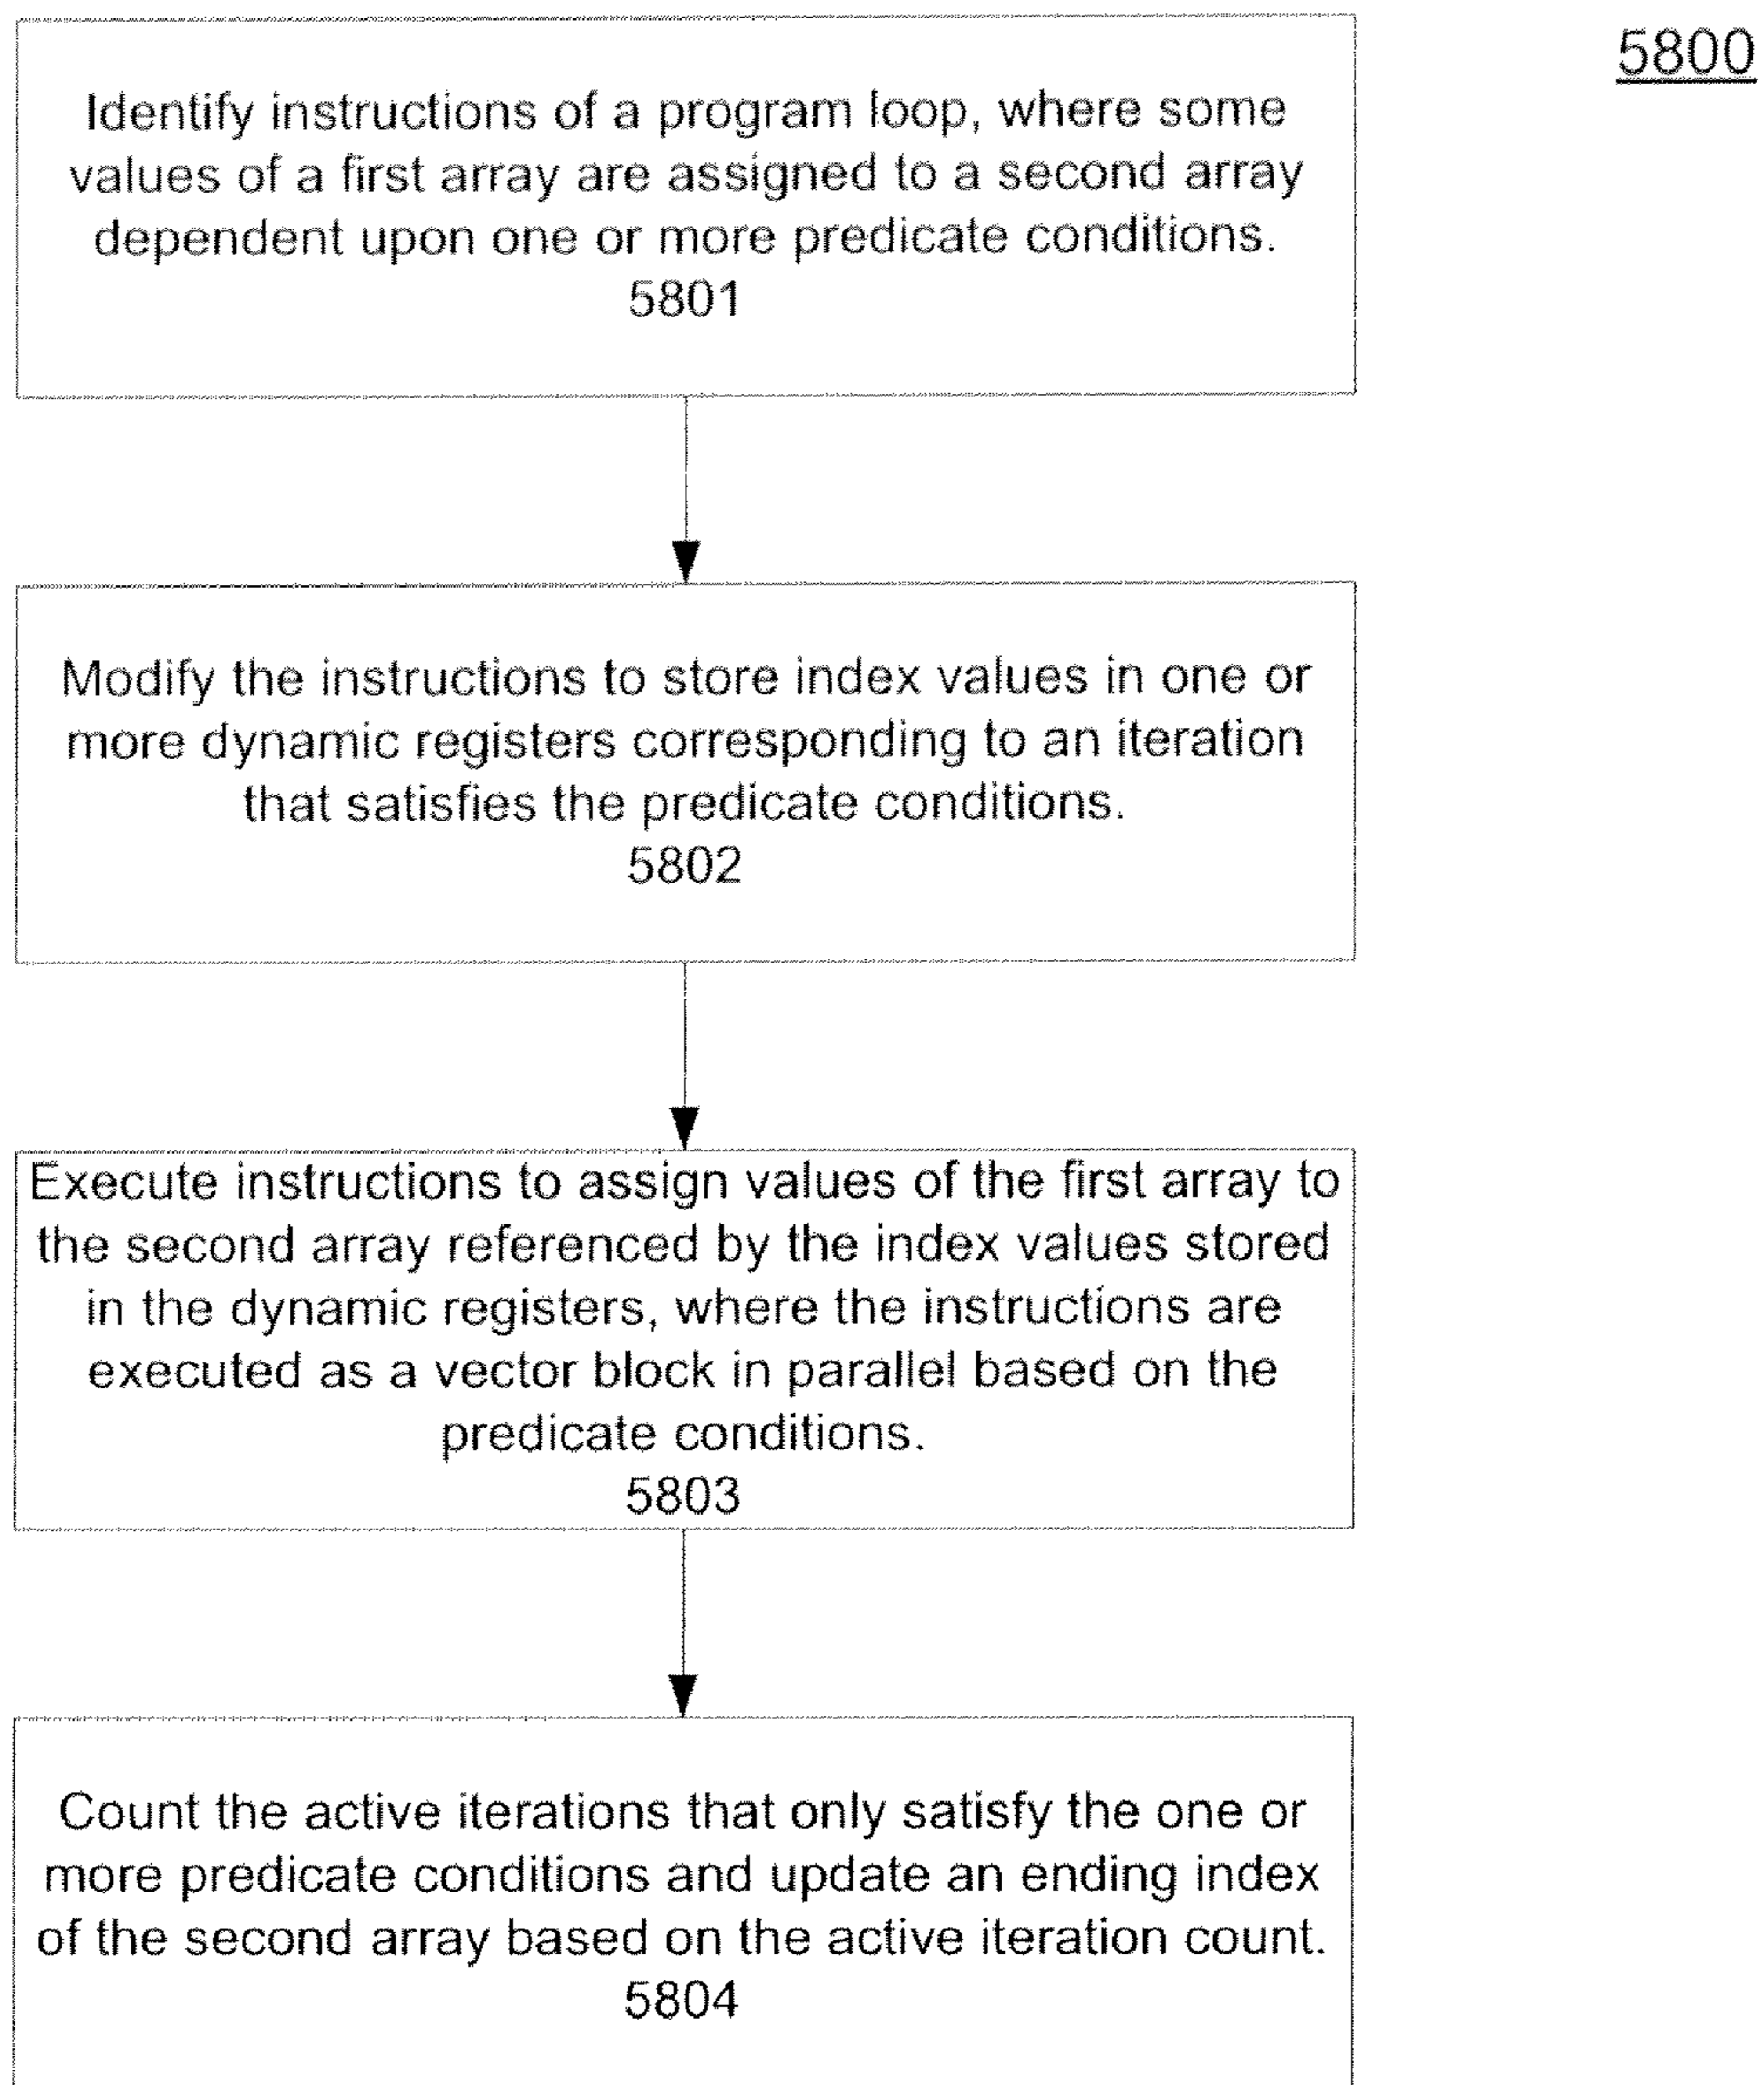 5800
Identify instructions of a program loop, where some
values of a first array are assigned to a second array
dependent upon one or more predicate conditions.
5801
Modify the instructions to store index values in one or
more dynamic registers corresponding to an iteration
that satisfies the predicate conditions.
5802
Execute instructions to assign values of the first array to
the second array referenced by the index values stored
in the dynamic registers, where the instructions are
executed as a vector block in parallel based on the
predicate conditions.
5803
Count the active iterations that only satisfy the one or
more predicate conditions and update an ending index
of the second array based on the active iteration count.
5804